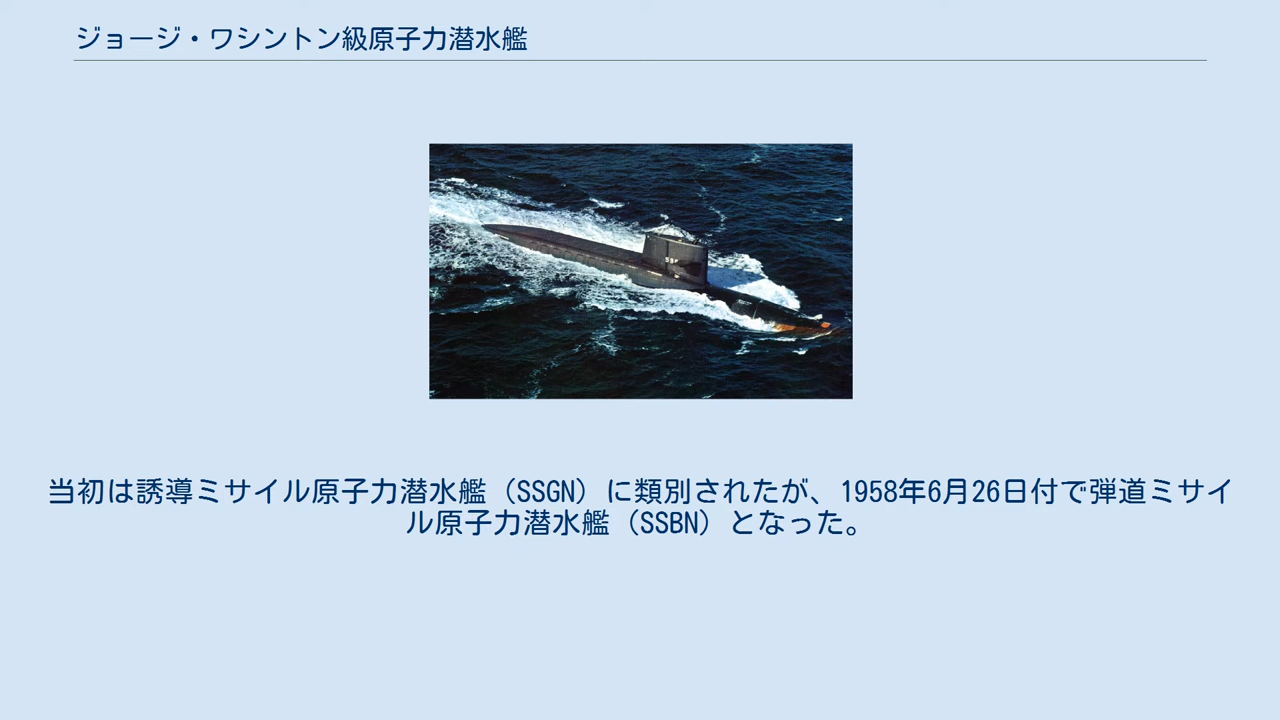 ジョージ・ワシントン級原子力潜水艦
当初は誘導ミサイル原子力潜水艦（SSGN）に類別されたが、1958年6月26日付で弾道ミサイ
ル原子力潜水艦（SSBN）となった。